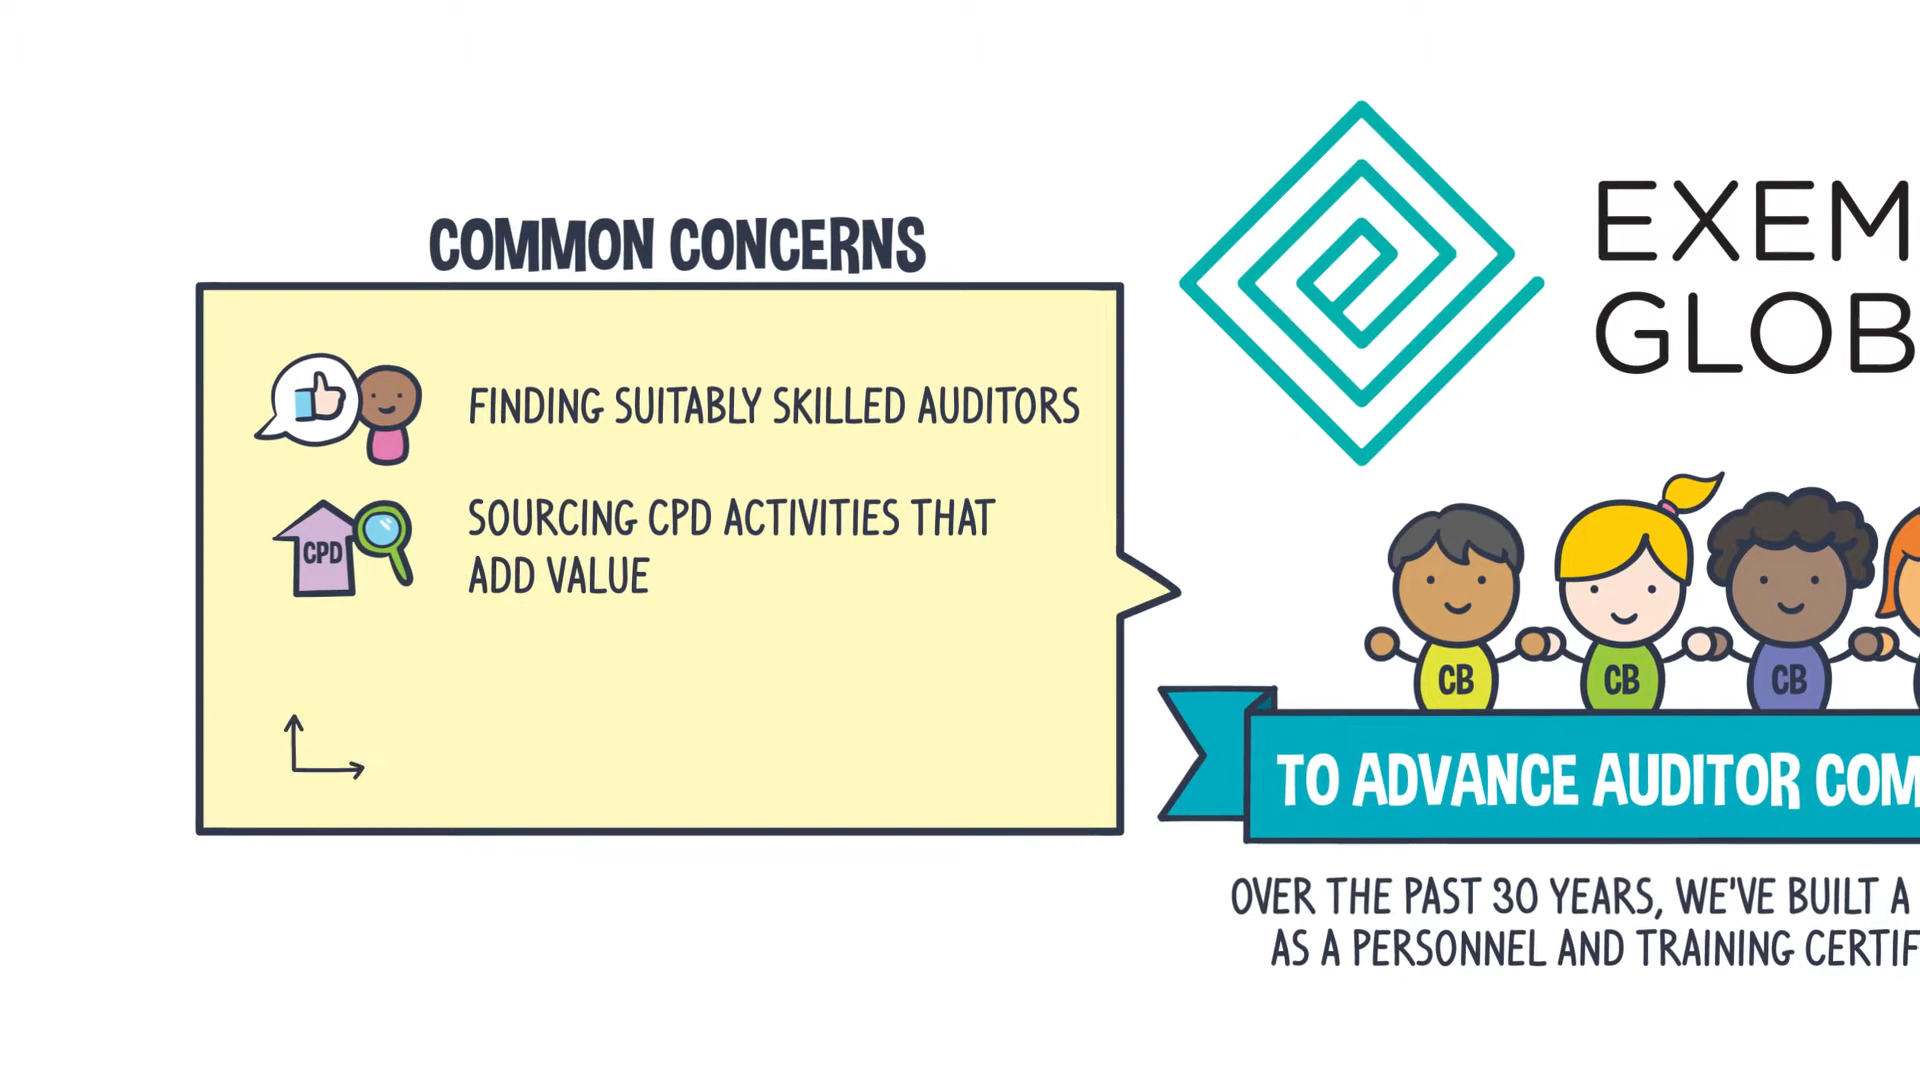 COMMON CONCERNS
FINDING SUITABLY SKILLED AUDITORS
CPD
SOURCING CPD ACTIVITIES THAT
ADD VALUE
EXEM
GLOB
CB
CB
CB
TO ADVANCE AUDITOR COM
OVER THE PAST 30 YEARS, WE'VE BUILT A
AS A PERSONNEL AND TRAINING CERTIF